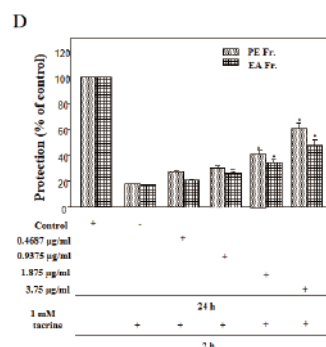 D
PE Fr.
EA Fr.
Protection (% of control)
120
100
80
60
40
20
0
* * * *
Control + -
0.4687 µg/ml +
0.9375 µg/ml +
1.875 µg/ml +
3.75 µg/ml +
24 h
1 mM
tacrine + + + + +
2 h